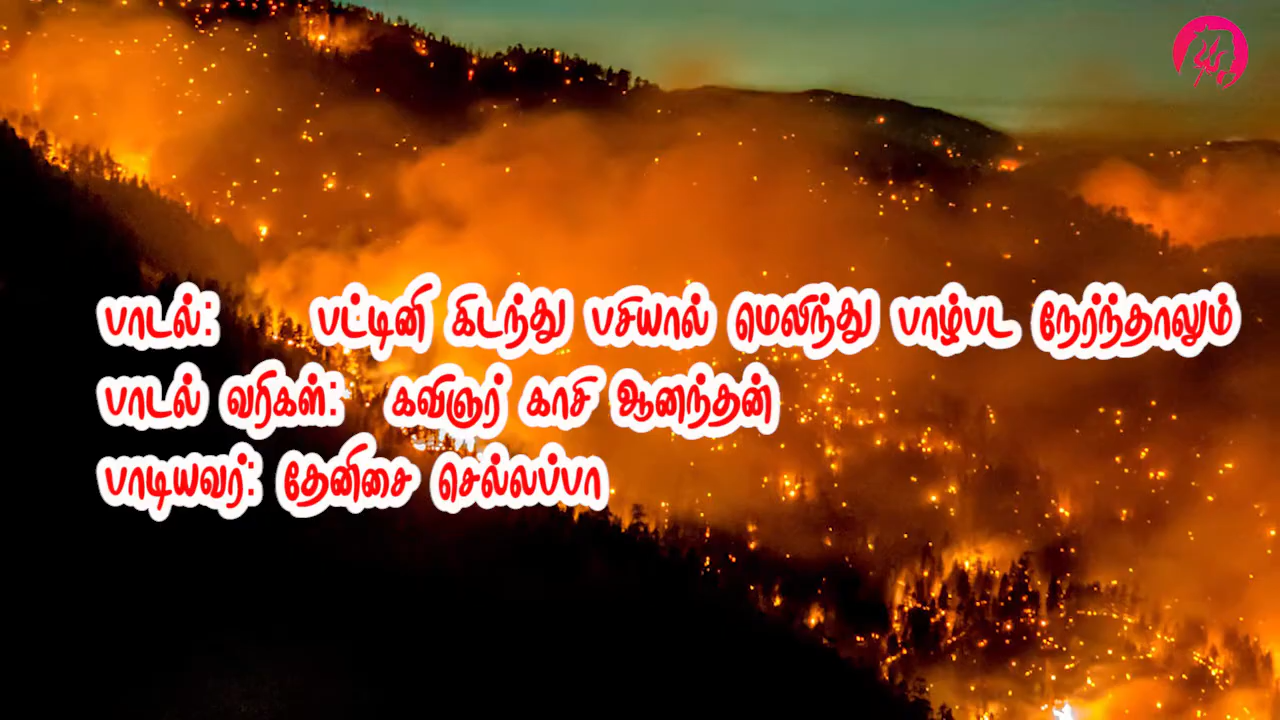 பாடல்: பட்டினி கிடந்து பசியால் மெலிந்து பாழ்பட நேர்ந்தாலும்
பாடல் வரிகள்: கவிஞர் காசி ஆனந்தன்
பாடியவர்: தேனிசை செல்லப்பா